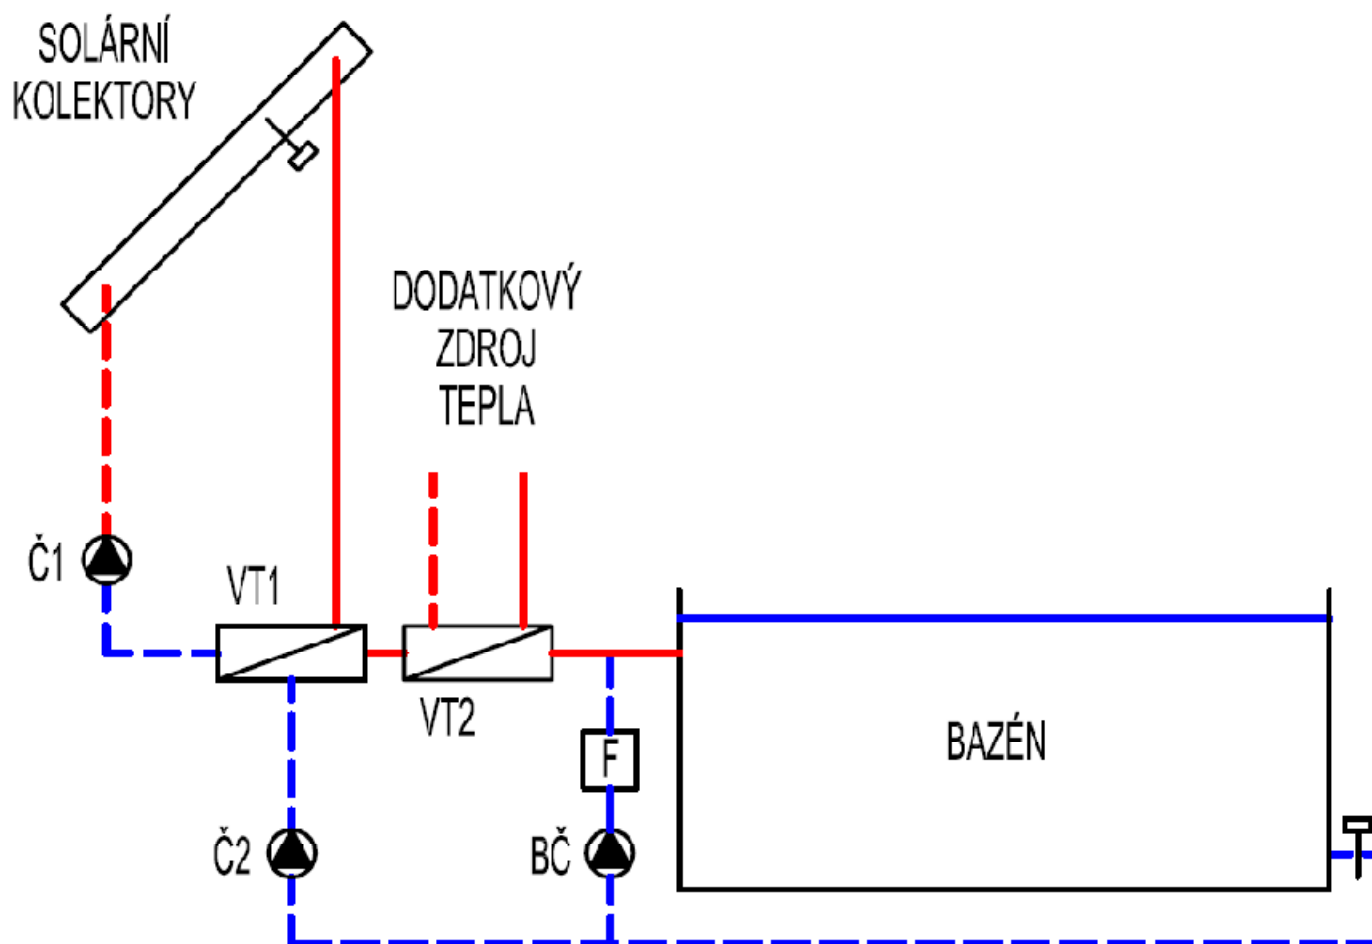 SOLÁRNÍ
KOLEKTORY
DODATKOVÝ
ZDROJ
TEPLA
Č1
VT1
VT2
F
BAZÉN
Č2
BČ